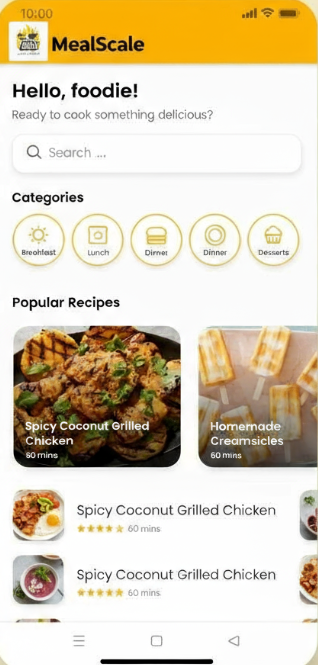 10:00
MealScale
Hello, foodie!
Ready to cook something delicious?
Search ...
Categories
Breohfast
Lunch
Dirnet
Dinner
Desserts
Popular Recipes
Spicy Coconut Grilled
Chicken
60 mins
Homemade
Creamsicles
60 mins
Spicy Coconut Grilled Chicken
60 mins
Spicy Coconut Grilled Chicken
60 mins